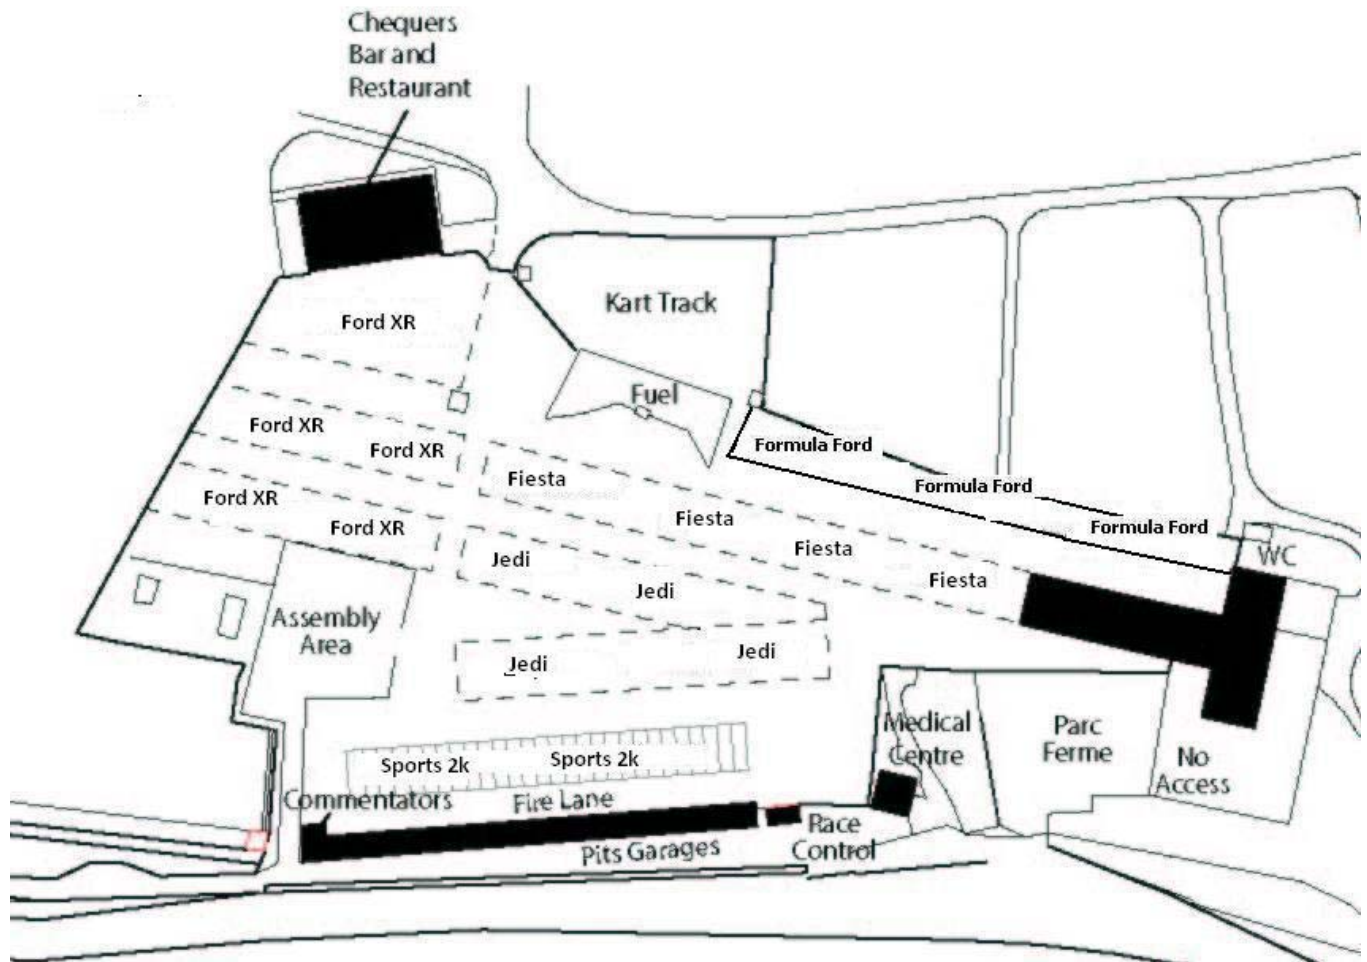 Chequers
Bar and
Restaurant
Kart Track
Ford XR
Fuel
Ford XR
Ford XR
Formula Ford
Fiesta
Formula Ford
Ford XR
Ford XR
Fiesta
Formula Ford
Fiesta
WC
Jedi
Fiesta
Jedi
Assembly
Area
Jedi
Jedi
Medical
Centre
Parc
Ferme
No
Access
Sports 2k
Sports 2k
Commentators
Fire Lane
Pits Garages
Race
Control